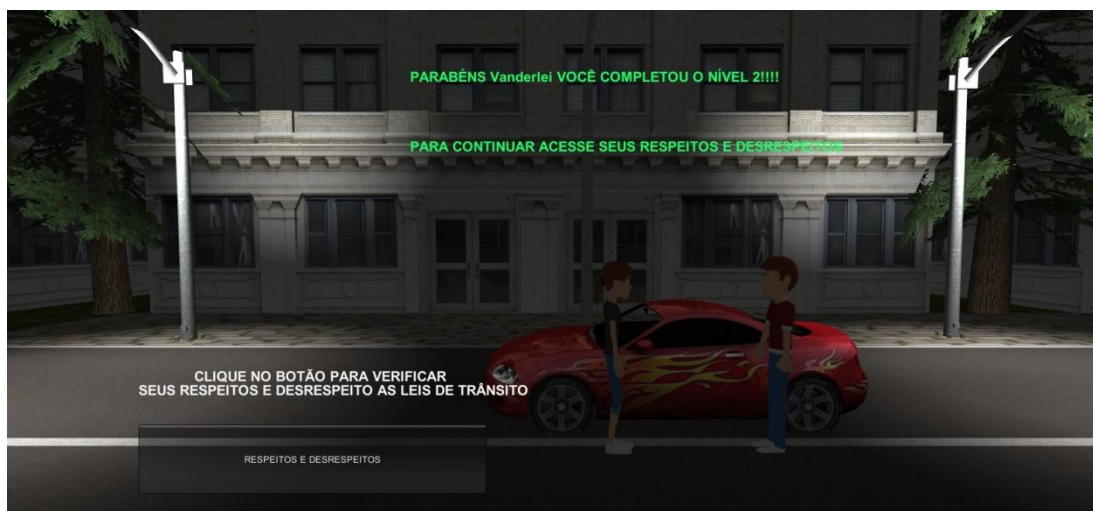 PARABÉNS Vanderlei VOCÊ COMPLETOU O NÍVEL 2!!!!
PARA CONTINUAR ACESSE SEUS RESPEITOS E DESRESPEITOS
CLIQUE NO BOTÃO PARA VERIFICAR
SEUS RESPEITOS E DESRESPEITO AS LEIS DE TRÂNSITO
RESPEITOS E DESRESPEITOS